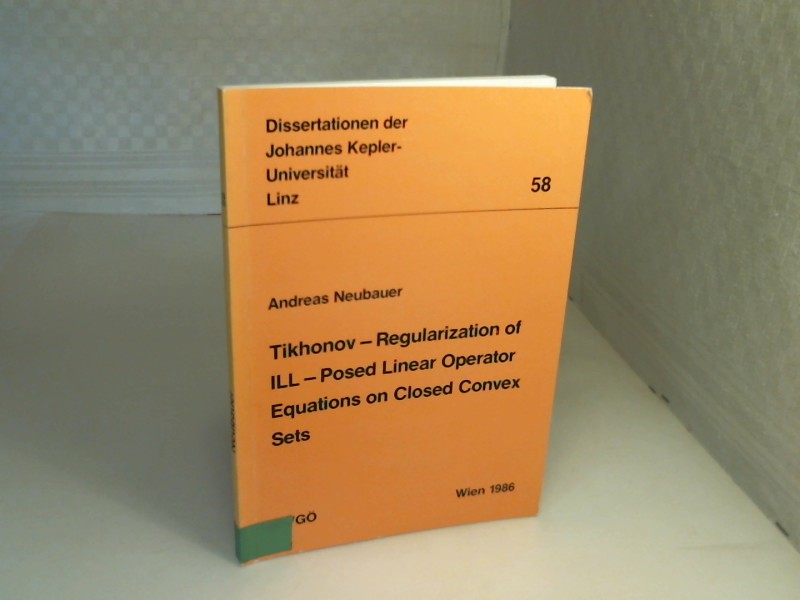 Dissertationen der
Johannes Kepler-
Universität
Linz
58
Andreas Neubauer
Tikhonov – Regularization of
ILL – Posed Linear Operator
Equations on Closed Convex
Sets
Wien 1986